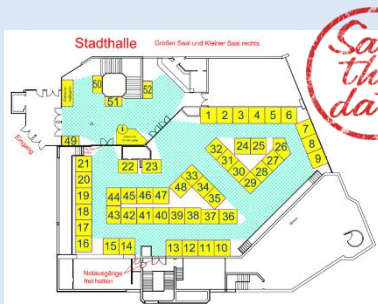 Stadthalle Großer Saal und Kleiner Saal rechts.
Sa
th
da
50 52
51
1 2 3 4 5 6
i
7
8
9
Eingang
49
32 24 25 26
31 27
30 28
29
21
20
19
18
17
16
22 23
33
48 34
35
44 45 46 47
43 42 41 40 39 38 37 36
15 14
13 12 11 10
Notausgänge
frei halten